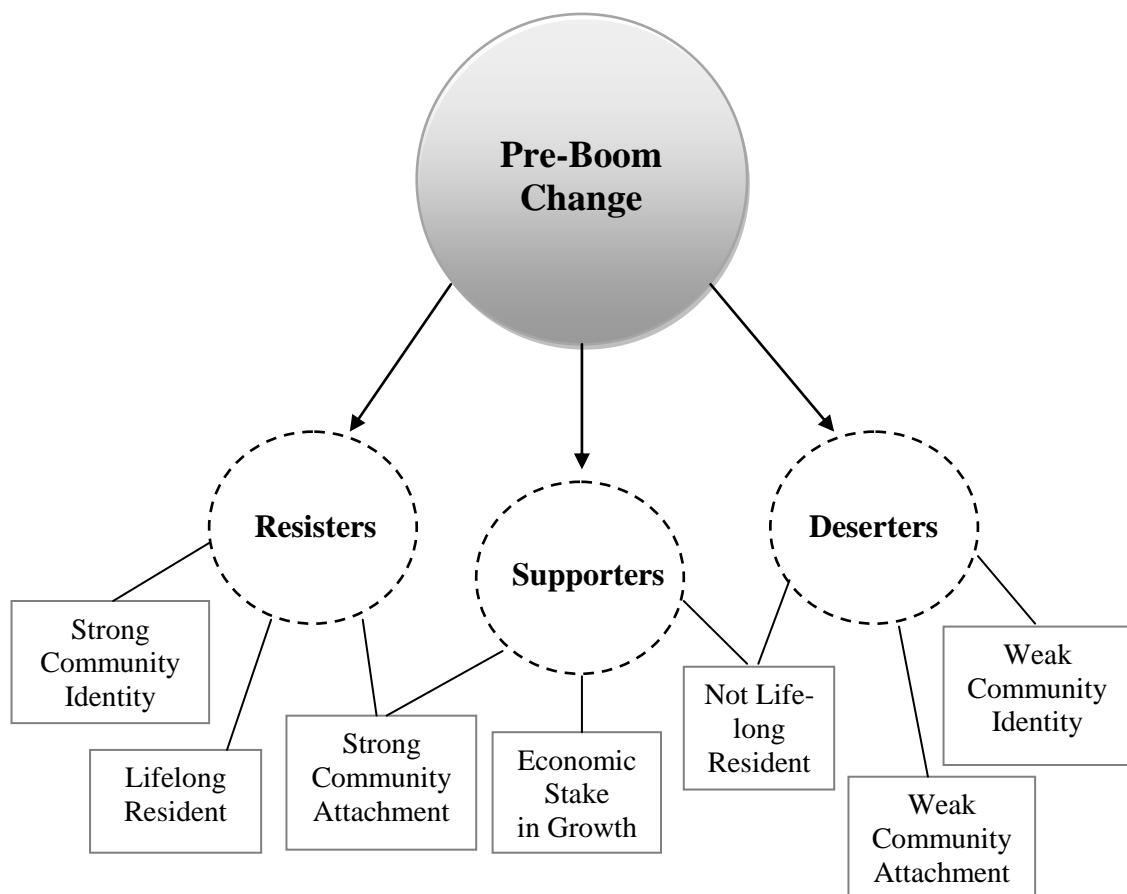 Pre-Boom
Change
Resisters
Supporters
Deserters
Strong
Community
Identity
Lifelong
Resident
Strong
Community
Attachment
Economic
Stake
in Growth
Not Life-
long
Resident
Weak
Community
Attachment
Weak
Community
Identity